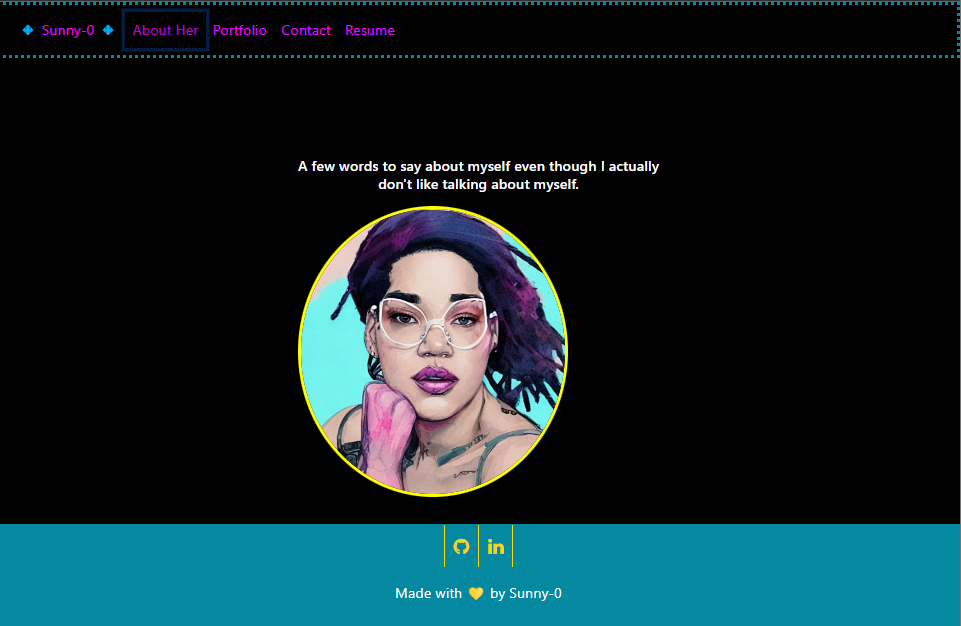 Sunny-0 About Her Portfolio Contact Resume
A few words to say about myself even though I actually
don't like talking about myself.
in
Made with 💛 by Sunny-0